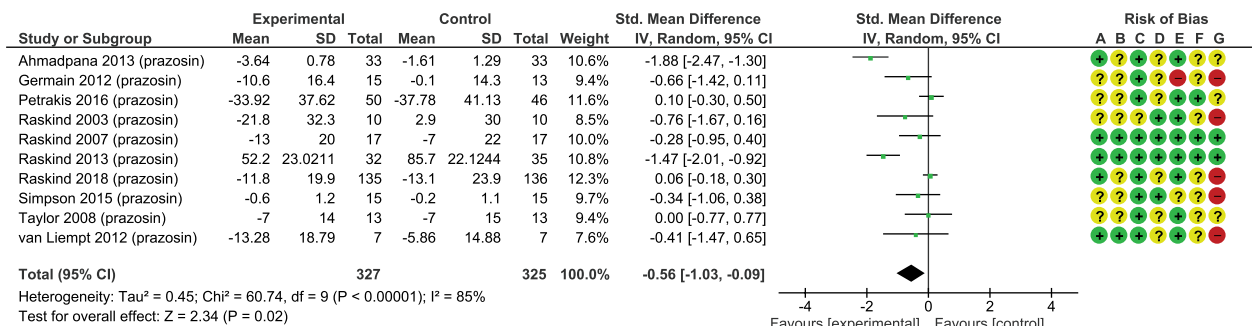 Experimental Control Std. Mean Difference Std. Mean Difference Risk of Bias
Study or Subgroup Mean SD Total Mean SD Total Weight IV, Random, 95% CI IV, Random, 95% CI A B C D E F G
Ahmadpana 2013 (prazosin) -3.64 0.78 33 -1.61 1.29 33 10.6% -1.88 [-2.47, -1.30] + ? + ? + ? ?
Germain 2012 (prazosin) -10.6 16.4 15 -0.1 14.3 13 9.4% -0.66 [-1.42, 0.11] ? ? + ? − ? −
Petrakis 2016 (prazosin) -33.92 37.62 50 -37.78 41.13 46 11.6% 0.10 [-0.30, 0.50] ? ? + ? + + ?
Raskind 2003 (prazosin) -21.8 32.3 10 2.9 30 10 8.5% -0.76 [-1.67, 0.16] ? ? ? + + ? −
Raskind 2007 (prazosin) -13 20 17 -7 22 17 10.0% -0.28 [-0.95, 0.40] + + + + + + +
Raskind 2013 (prazosin) 52.2 23.0211 32 85.7 22.1244 35 10.8% -1.47 [-2.01, -0.92] + + + + + + +
Raskind 2018 (prazosin) -11.8 19.9 135 -13.1 23.9 136 12.3% 0.06 [-0.18, 0.30] + ? + ? + ? −
Simpson 2015 (prazosin) -0.6 1.2 15 -0.2 1.1 15 9.7% -0.34 [-1.06, 0.38] ? ? + + ? ? −
Taylor 2008 (prazosin) -7 14 13 -7 15 13 9.4% 0.00 [-0.77, 0.77] ? ? + ? + ? ?
van Liempt 2012 (prazosin) -13.28 18.79 7 -5.86 14.88 7 7.6% -0.41 [-1.47, 0.65] + + + ? + ? −
Total (95% CI) 327 325 100.0% -0.56 [-1.03, -0.09]
Heterogeneity: Tau² = 0.45; Chi² = 60.74, df = 9 (P < 0.00001); I² = 85%
Test for overall effect: Z = 2.34 (P = 0.02)
-4 -2 0 2 4
Favours [experimental] Favours [control]